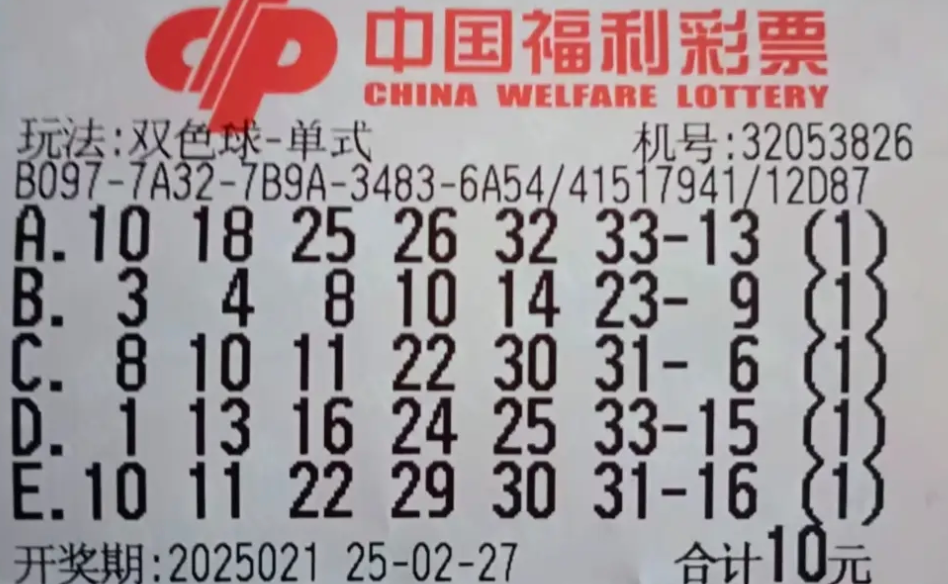 中国福利彩票
CHINA WELFARE LOTTERY
玩法:双色球-单式 机号:32053826
B097-7A32-7B9A-3483-6A54/41517941/12D87
A. 10 18 25 26 32 33-13 (1)
B. 3 4 8 10 14 23- 9 (1)
C. 8 10 11 22 30 31- 6 (1)
D. 1 13 16 24 25 33-15 (1)
E. 10 11 22 29 30 31-16 (1)
开奖期:2025021 25-02-27 合计10元